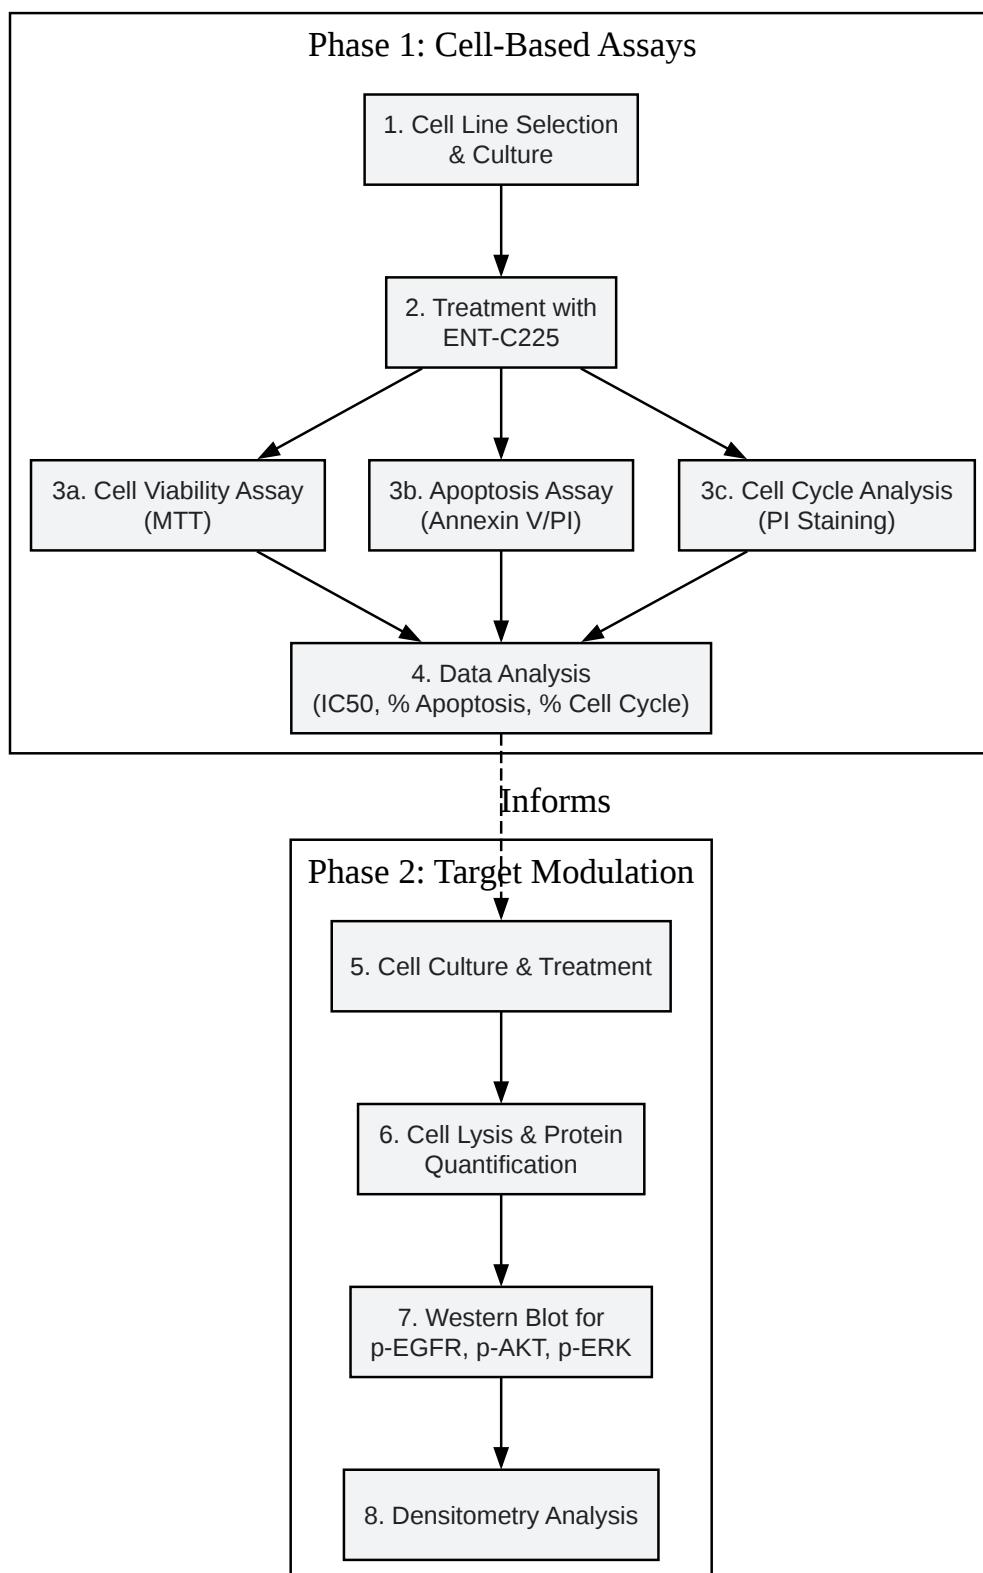 Phase 1: Cell-Based Assays
1. Cell Line Selection
& Culture
2. Treatment with
ENT-C225
3a. Cell Viability Assay
(MTT)
3b. Apoptosis Assay
(Annexin V/PI)
3c. Cell Cycle Analysis
(PI Staining)
4. Data Analysis
(IC50, % Apoptosis, % Cell Cycle)
Informs
Phase 2: Target Modulation
5. Cell Culture & Treatment
6. Cell Lysis & Protein
Quantification
7. Western Blot for
p-EGFR, p-AKT, p-ERK
8. Densitometry Analysis